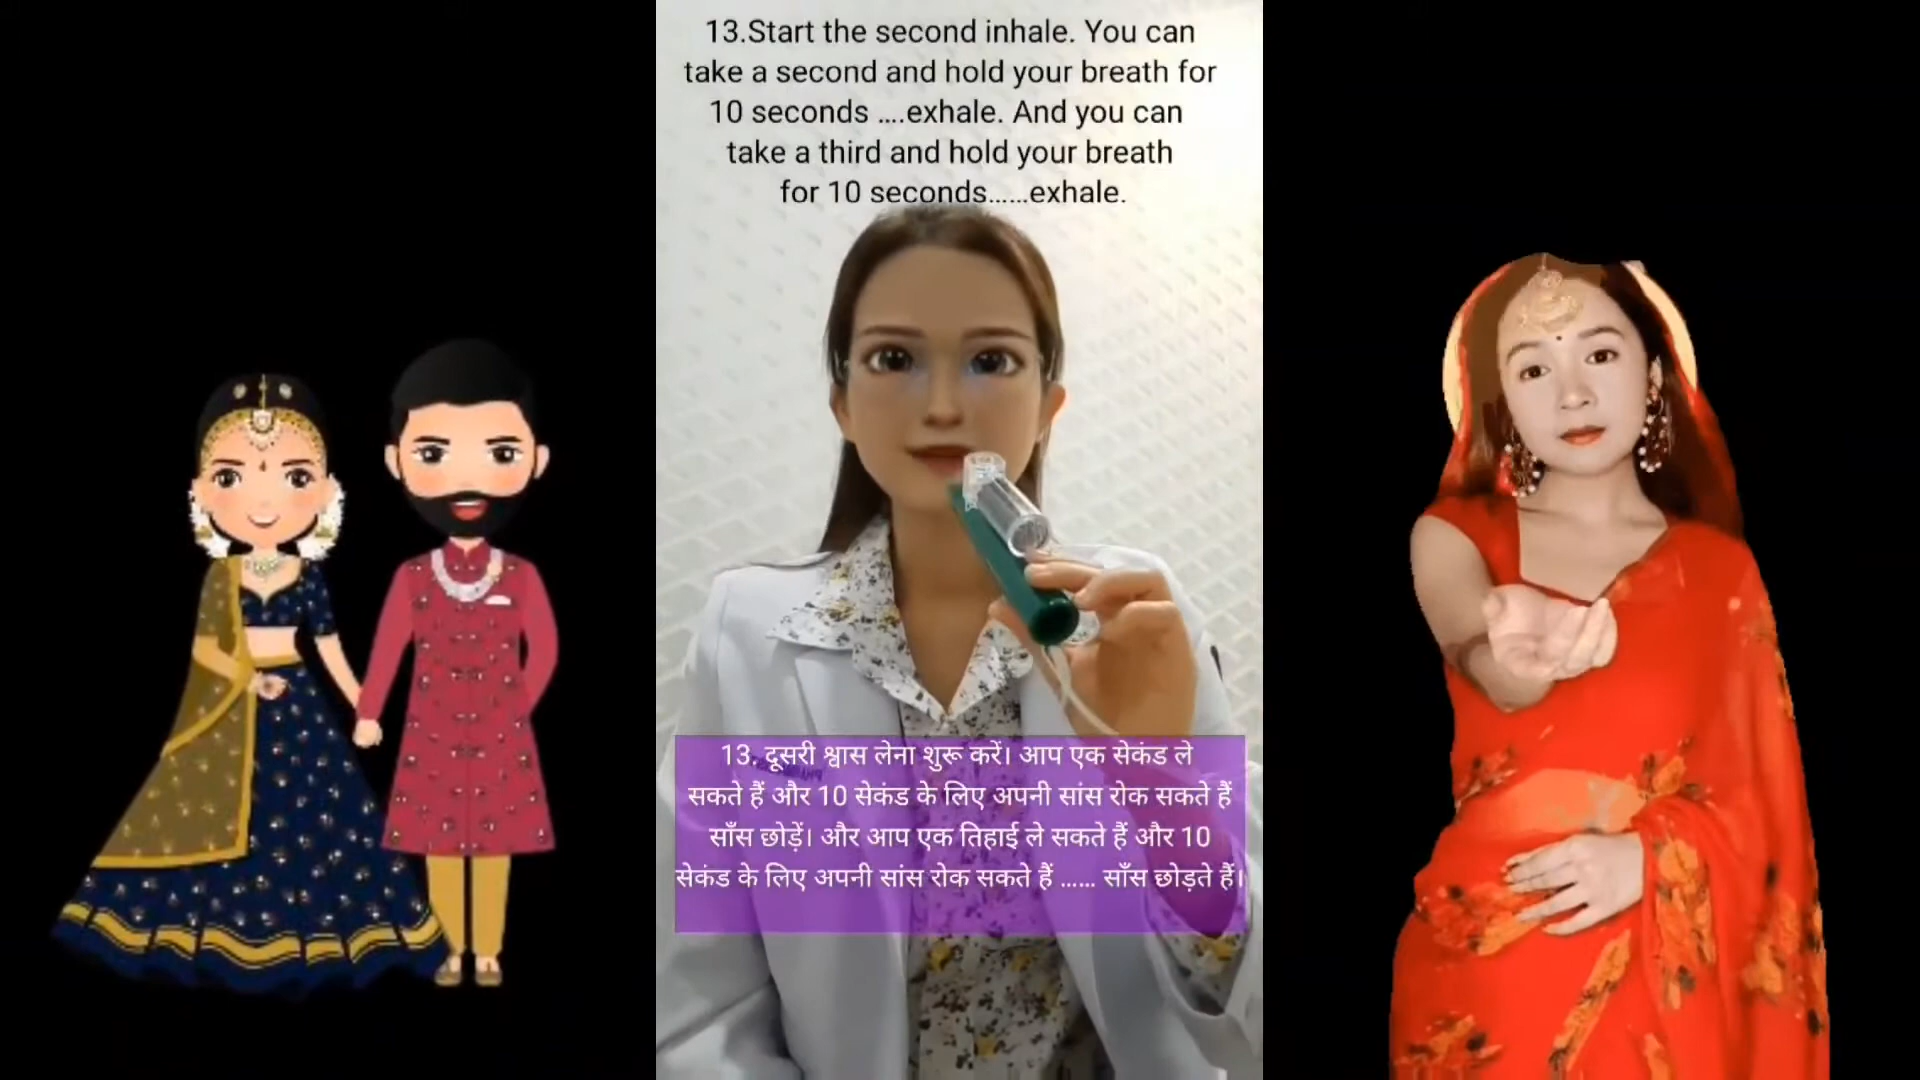 13.Start the second inhale. You can
take a second and hold your breath for
10 seconds ....exhale. And you can
take a third and hold your breath
for 10 seconds......exhale.
13. दूसरी श्वास लेना शुरू करें। आप एक सेकंड ले
सकते हैं और 10 सेकंड के लिए अपनी सांस रोक सकते हैं
साँस छोड़ें। और आप एक तिहाई ले सकते हैं और 10
सेकंड के लिए अपनी सांस रोक सकते हैं ...... साँस छोड़ते हैं।